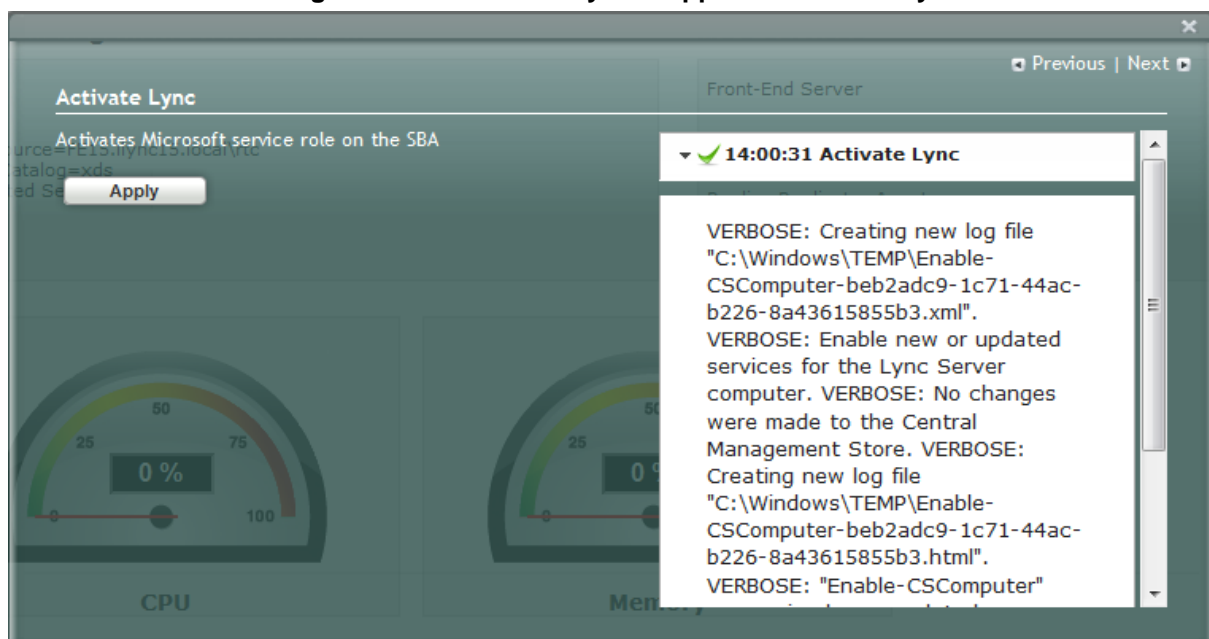 Previous | Next
Front-End Server
Activate Lync
Activates Microsoft service role on the SBA
14:00:31 Activate Lync
Apply
VERBOSE: Creating new log file
"C:\Windows\TEMP\Enable-
CSComputer-beb2adc9-1c71-44ac-
b226-8a43615855b3.xml".
VERBOSE: Enable new or updated
services for the Lync Server
computer. VERBOSE: No changes
were made to the Central
Management Store. VERBOSE:
Creating new log file
"C:\Windows\TEMP\Enable-
CSComputer-beb2adc9-1c71-44ac-
b226-8a43615855b3.html".
VERBOSE: "Enable-CSComputer"
50
25
75
0 %
0
100
CPU
50
25
0